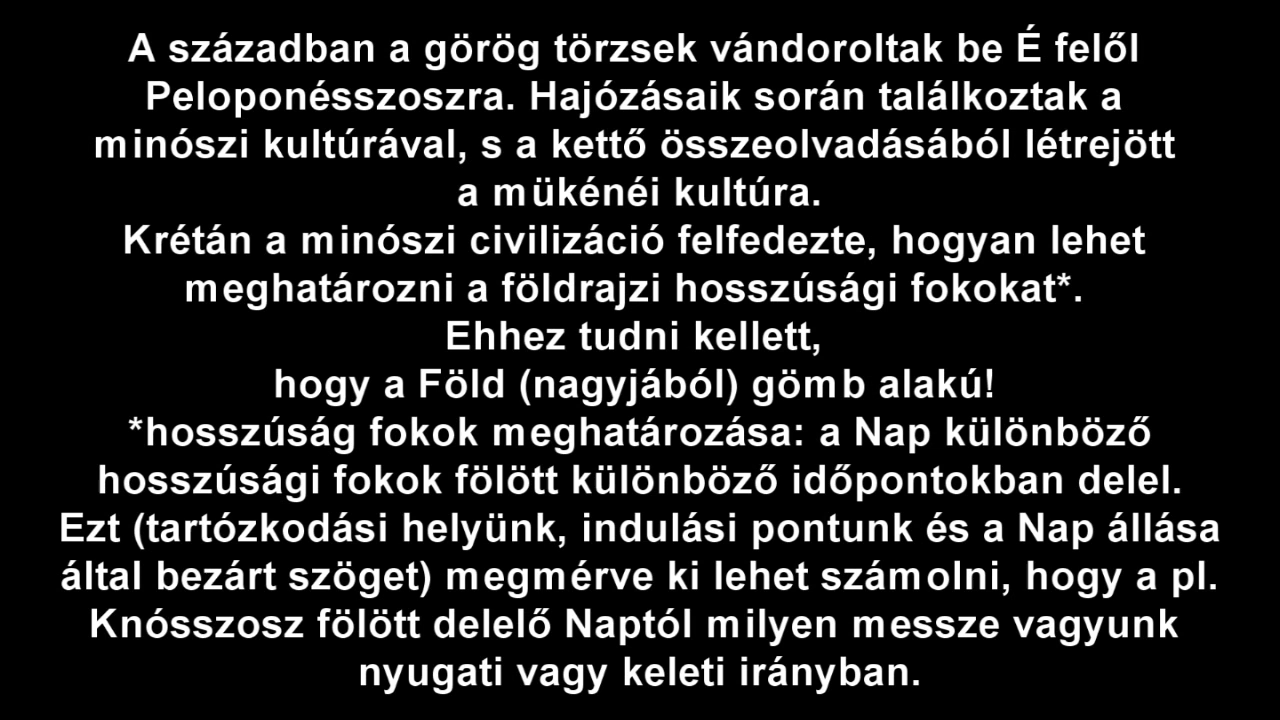 A században a görög törzsek vándoroltak be É felől
Peloponésszoszra. Hajózásaik során találkoztak a
minószi kultúrával, s a kettő összeolvadásából létrejött
a mükénéi kultúra.
Krétán a minószi civilizáció felfedezte, hogyan lehet
meghatározni a földrajzi hosszúsági fokokat*.
Ehhez tudni kellett,
hogy a Föld (nagyjából) gömb alakú!
*hosszúság fokok meghatározása: a Nap különböző
hosszúsági fokok fölött különböző időpontokban delel.
Ezt (tartózkodási helyünk, indulási pontunk és a Nap állása
által bezárt szöget) megmérve ki lehet számolni, hogy a pl.
Knósszosz fölött delelő Naptól milyen messze vagyunk
nyugati vagy keleti irányban.